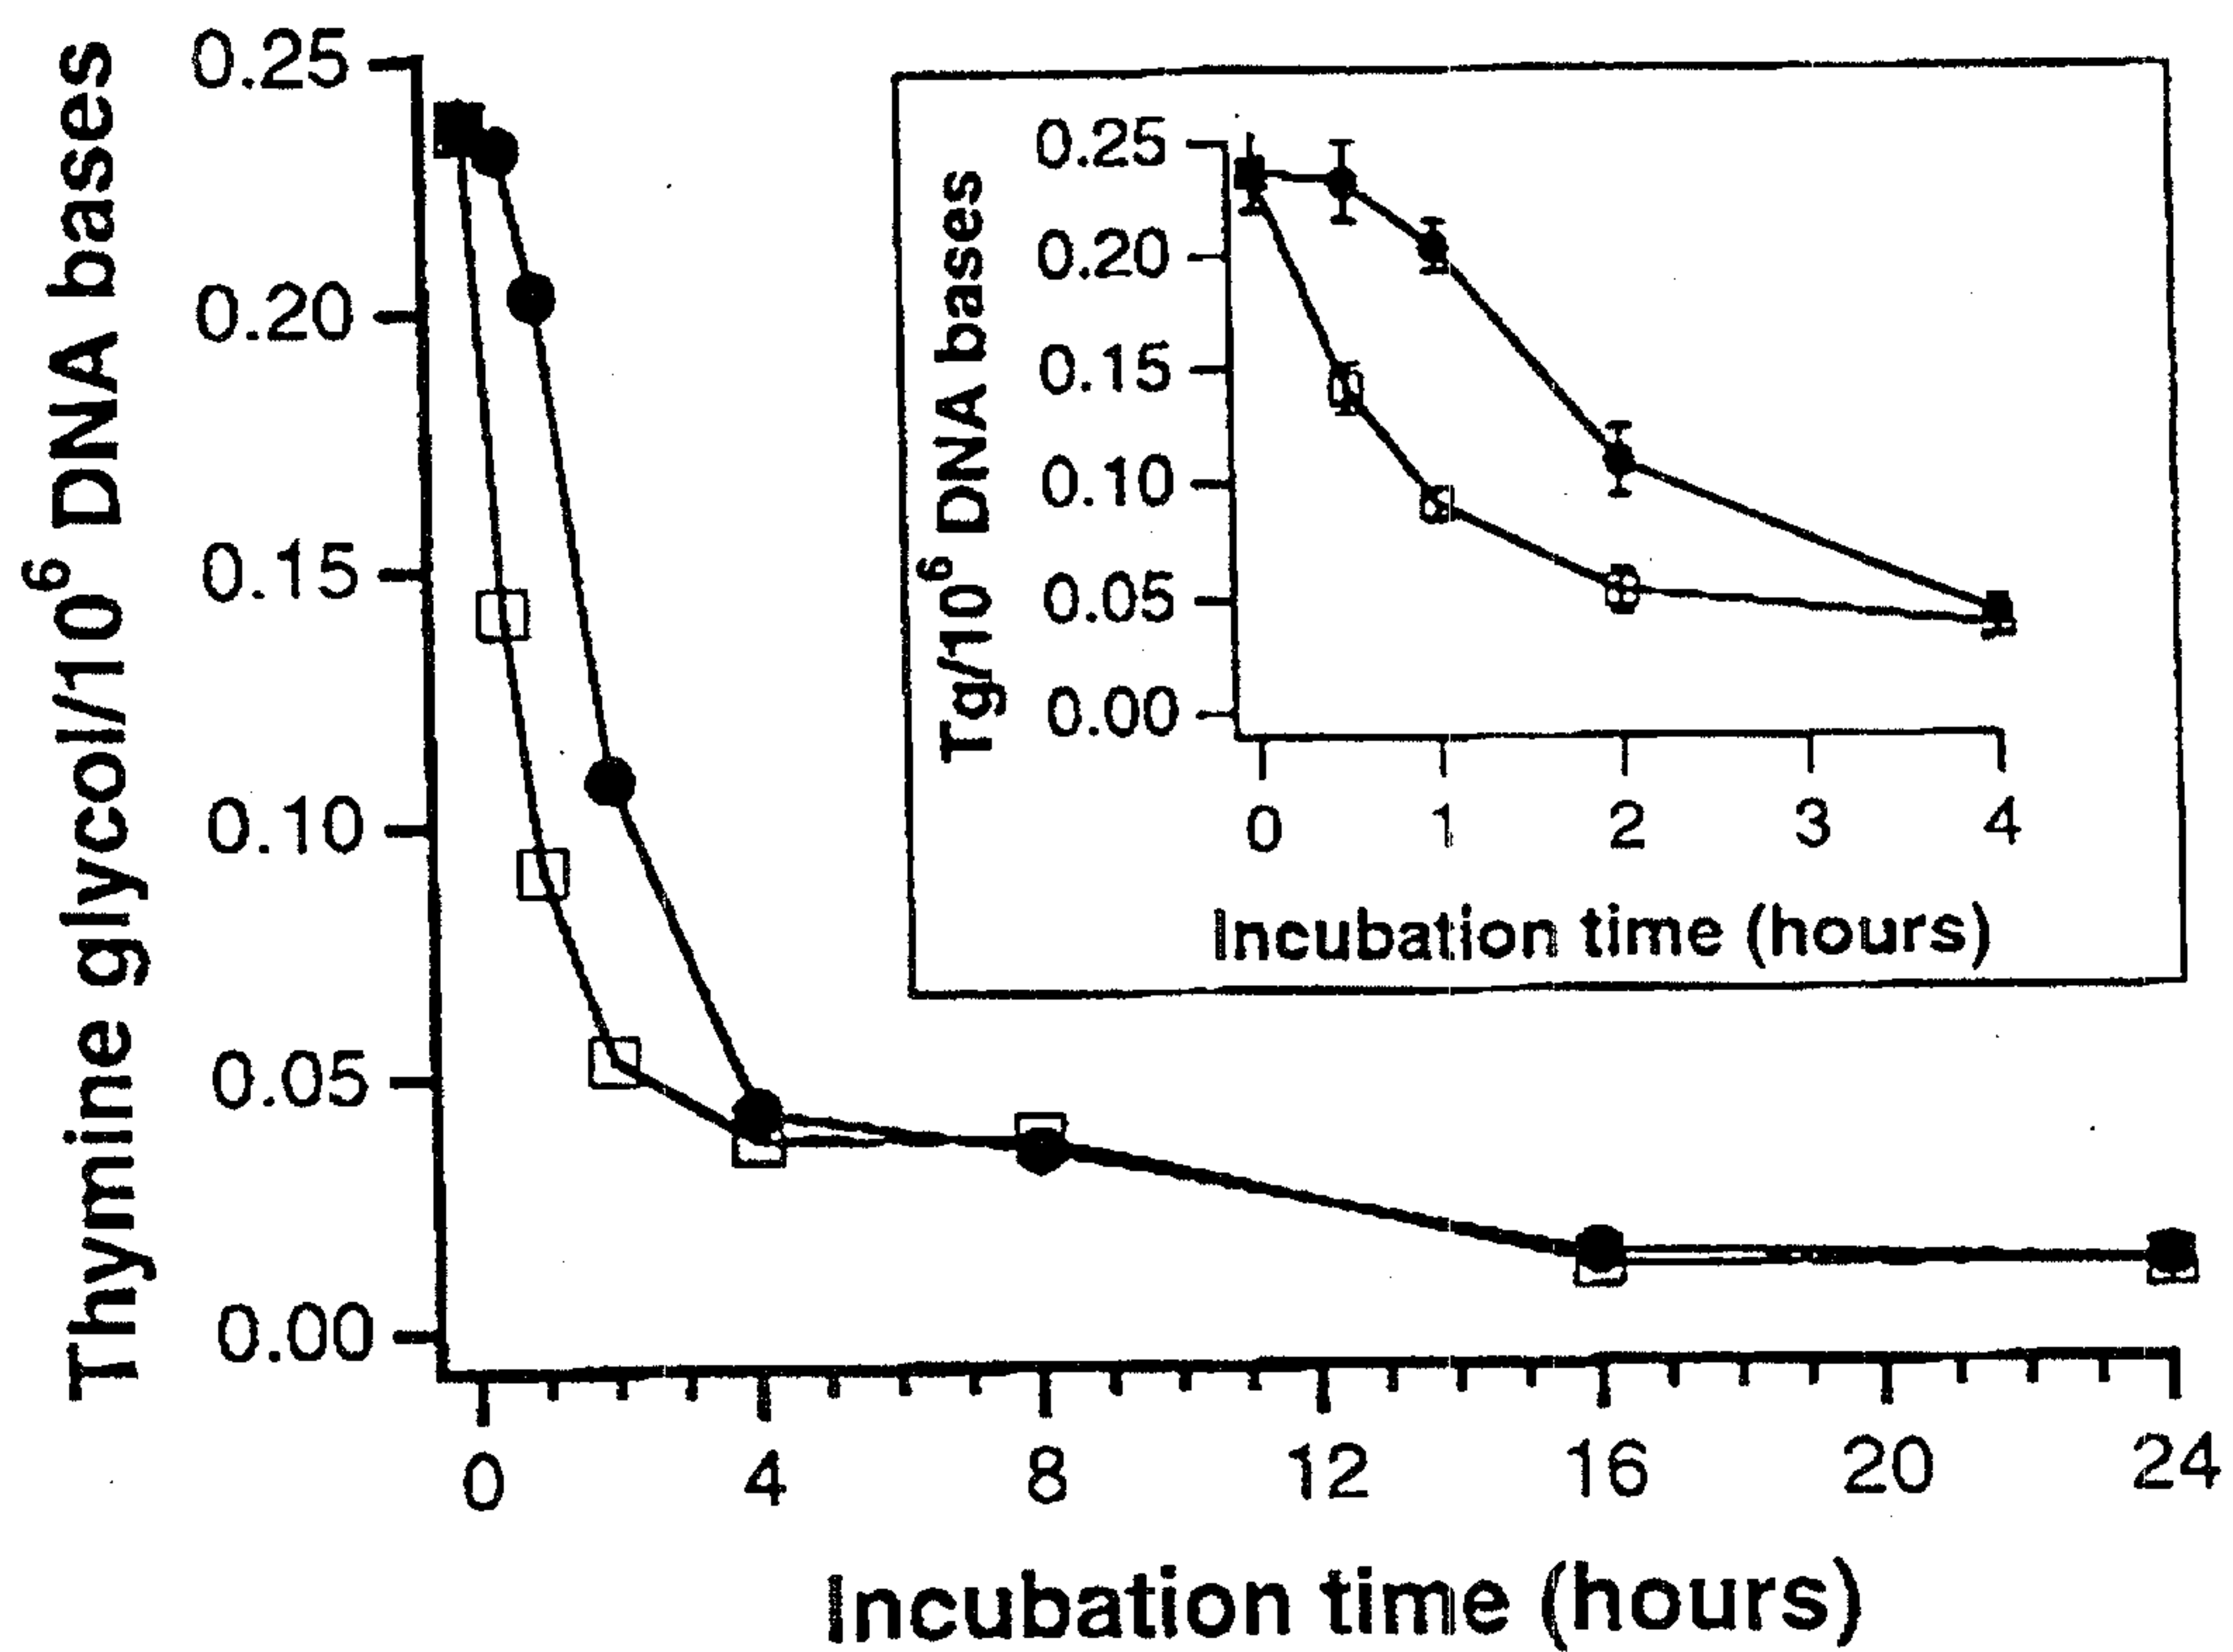 Thymine glycol/10⁶ DNA bases
0.25
0.20
0.15
0.10
0.05
0.00
0 4 8 12 16 20 24
Incubation time (hours)
Tg/10⁶ DNA bases
0.25
0.20
0.15
0.10
0.05
0.00
0 1 2 3 4
Incubation time (hours)